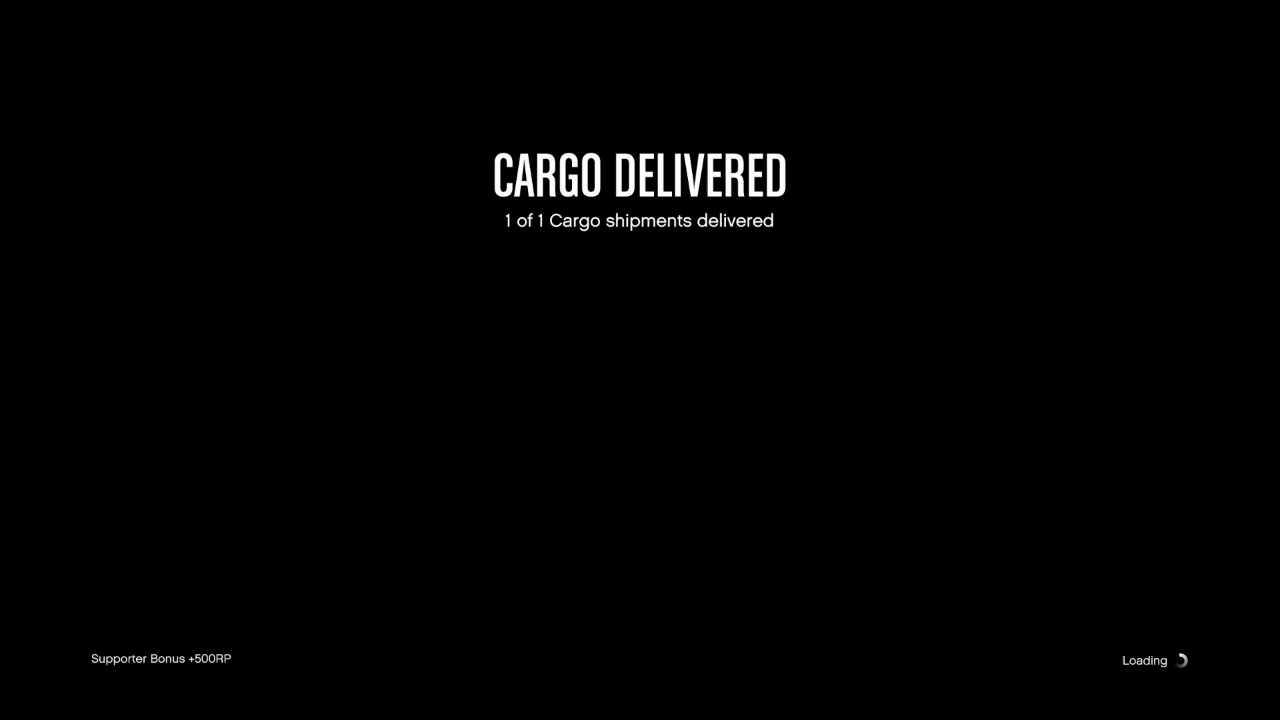 CARGO DELIVERED
1 of 1 Cargo shipments delivered
Supporter Bonus +500RP
Loading